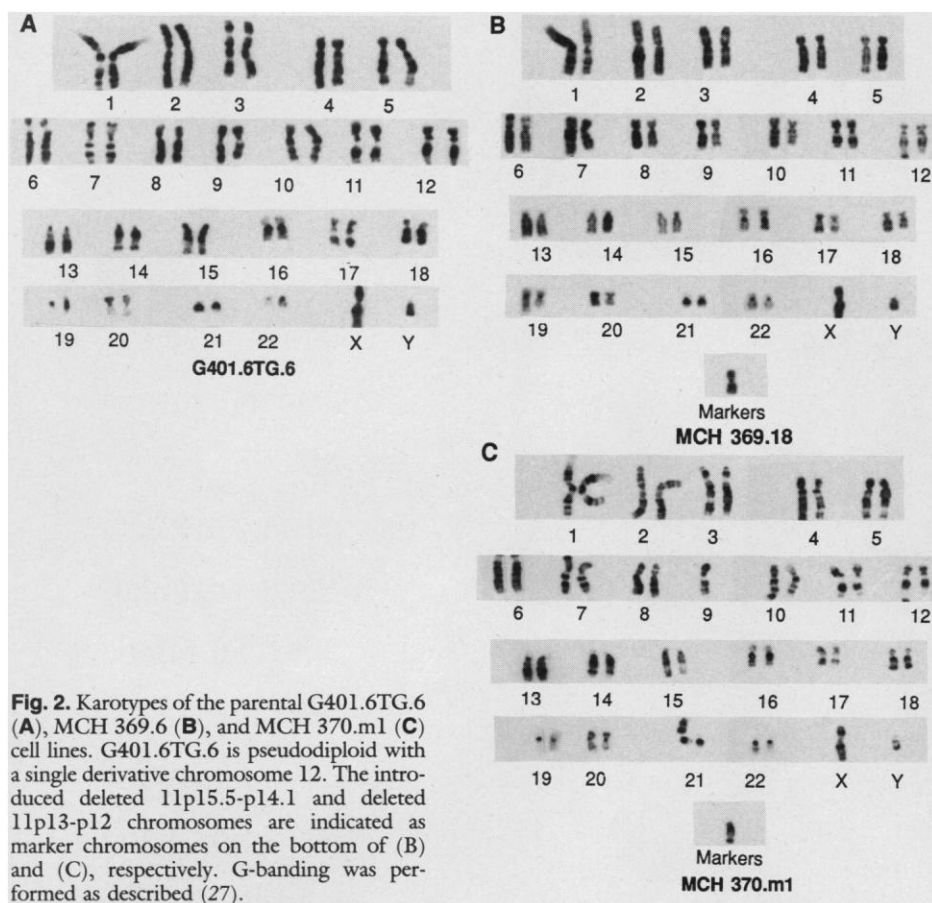 A
1 2 3 4 5
6 7 8 9 10 11 12
13 14 15 16 17 18
19 20 21 22 X Y
G401.6TG.6
B
1 2 3 4 5
6 7 8 9 10 11 12
13 14 15 16 17 18
19 20 21 22 X Y
Markers
MCH 369.18
C
1 2 3 4 5
6 7 8 9 10 11 12
13 14 15 16 17 18
19 20 21 22 X Y
Markers
MCH 370.m1
Fig. 2. Karotypes of the parental G401.6TG.6
(A), MCH 369.6 (B), and MCH 370.m1 (C)
cell lines. G401.6TG.6 is pseudodiploid with
a single derivative chromosome 12. The intro-
duced deleted 11p15.5-p14.1 and deleted
11p13-p12 chromosomes are indicated as
marker chromosomes on the bottom of (B)
and (C), respectively. G-banding was per-
formed as described (27).